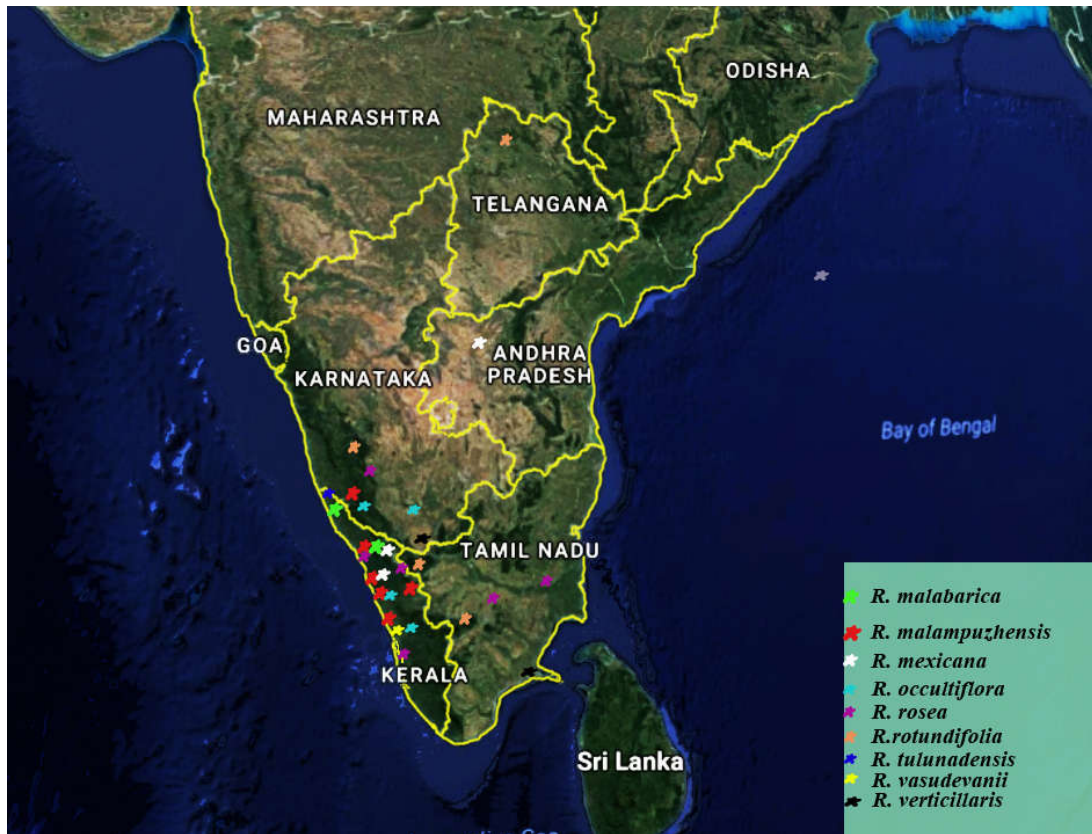 ODISHA
MAHARASHTRA
TELANGANA
GOA
ANDHRA
PRADESH
KARNATAKA
Bay of Bengal
TAMIL NADU
KERALA
Sri Lanka
R. malabarica
R. malampuzhensis
R. mexicana
R. occultiflora
R. rosea
R.rotundifolia
R. tulunadensis
R. vasudevanii
R. verticillaris